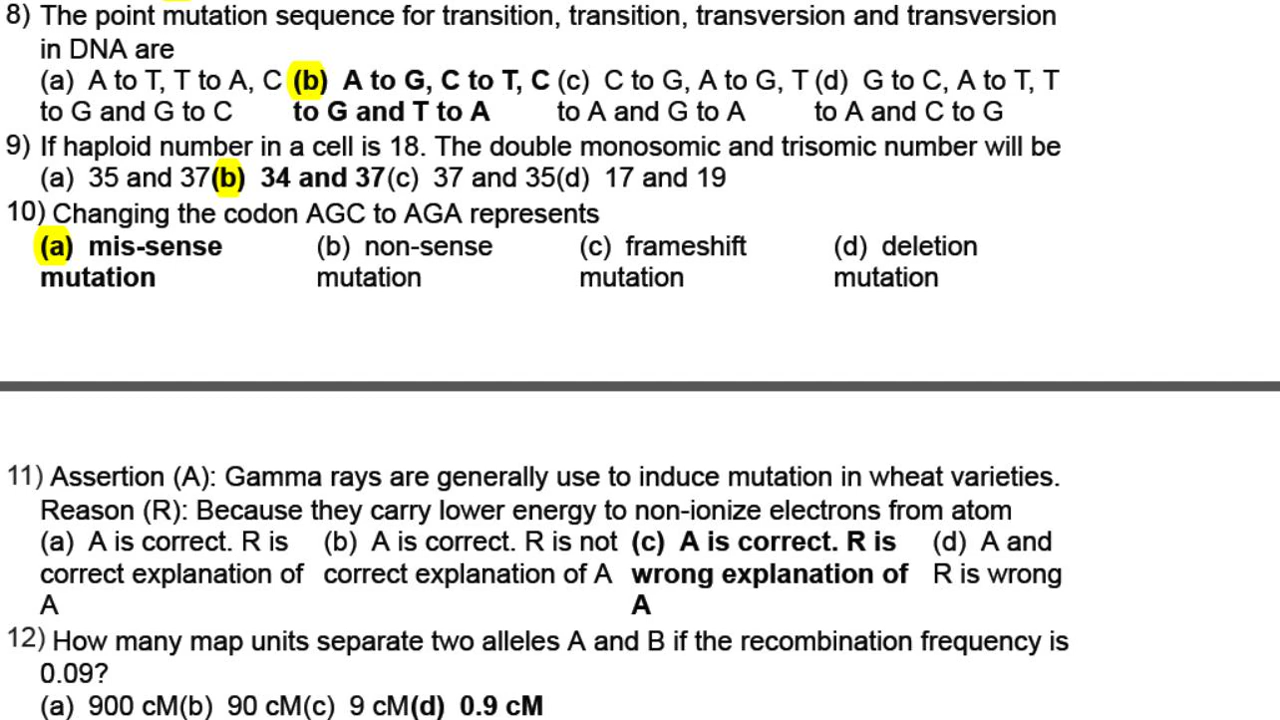 8) The point mutation sequence for transition, transition, transversion and transversion
in DNA are
(a) A to T, T to A, C (b) A to G, C to T, C (c) C to G, A to G, T (d) G to C, A to T, T
to G and G to C to G and T to A to A and G to A to A and C to G
9) If haploid number in a cell is 18. The double monosomic and trisomic number will be
(a) 35 and 37(b) 34 and 37(c) 37 and 35(d) 17 and 19
10) Changing the codon AGC to AGA represents
(a) mis-sense (b) non-sense (c) frameshift (d) deletion
mutation mutation mutation mutation
11) Assertion (A): Gamma rays are generally use to induce mutation in wheat varieties.
Reason (R): Because they carry lower energy to non-ionize electrons from atom
(a) A is correct. R is (b) A is correct. R is not (c) A is correct. R is (d) A and
correct explanation of correct explanation of A wrong explanation of R is wrong
A A
12) How many map units separate two alleles A and B if the recombination frequency is
0.09?
(a) 900 cM(b) 90 cM(c) 9 cM(d) 0.9 cM